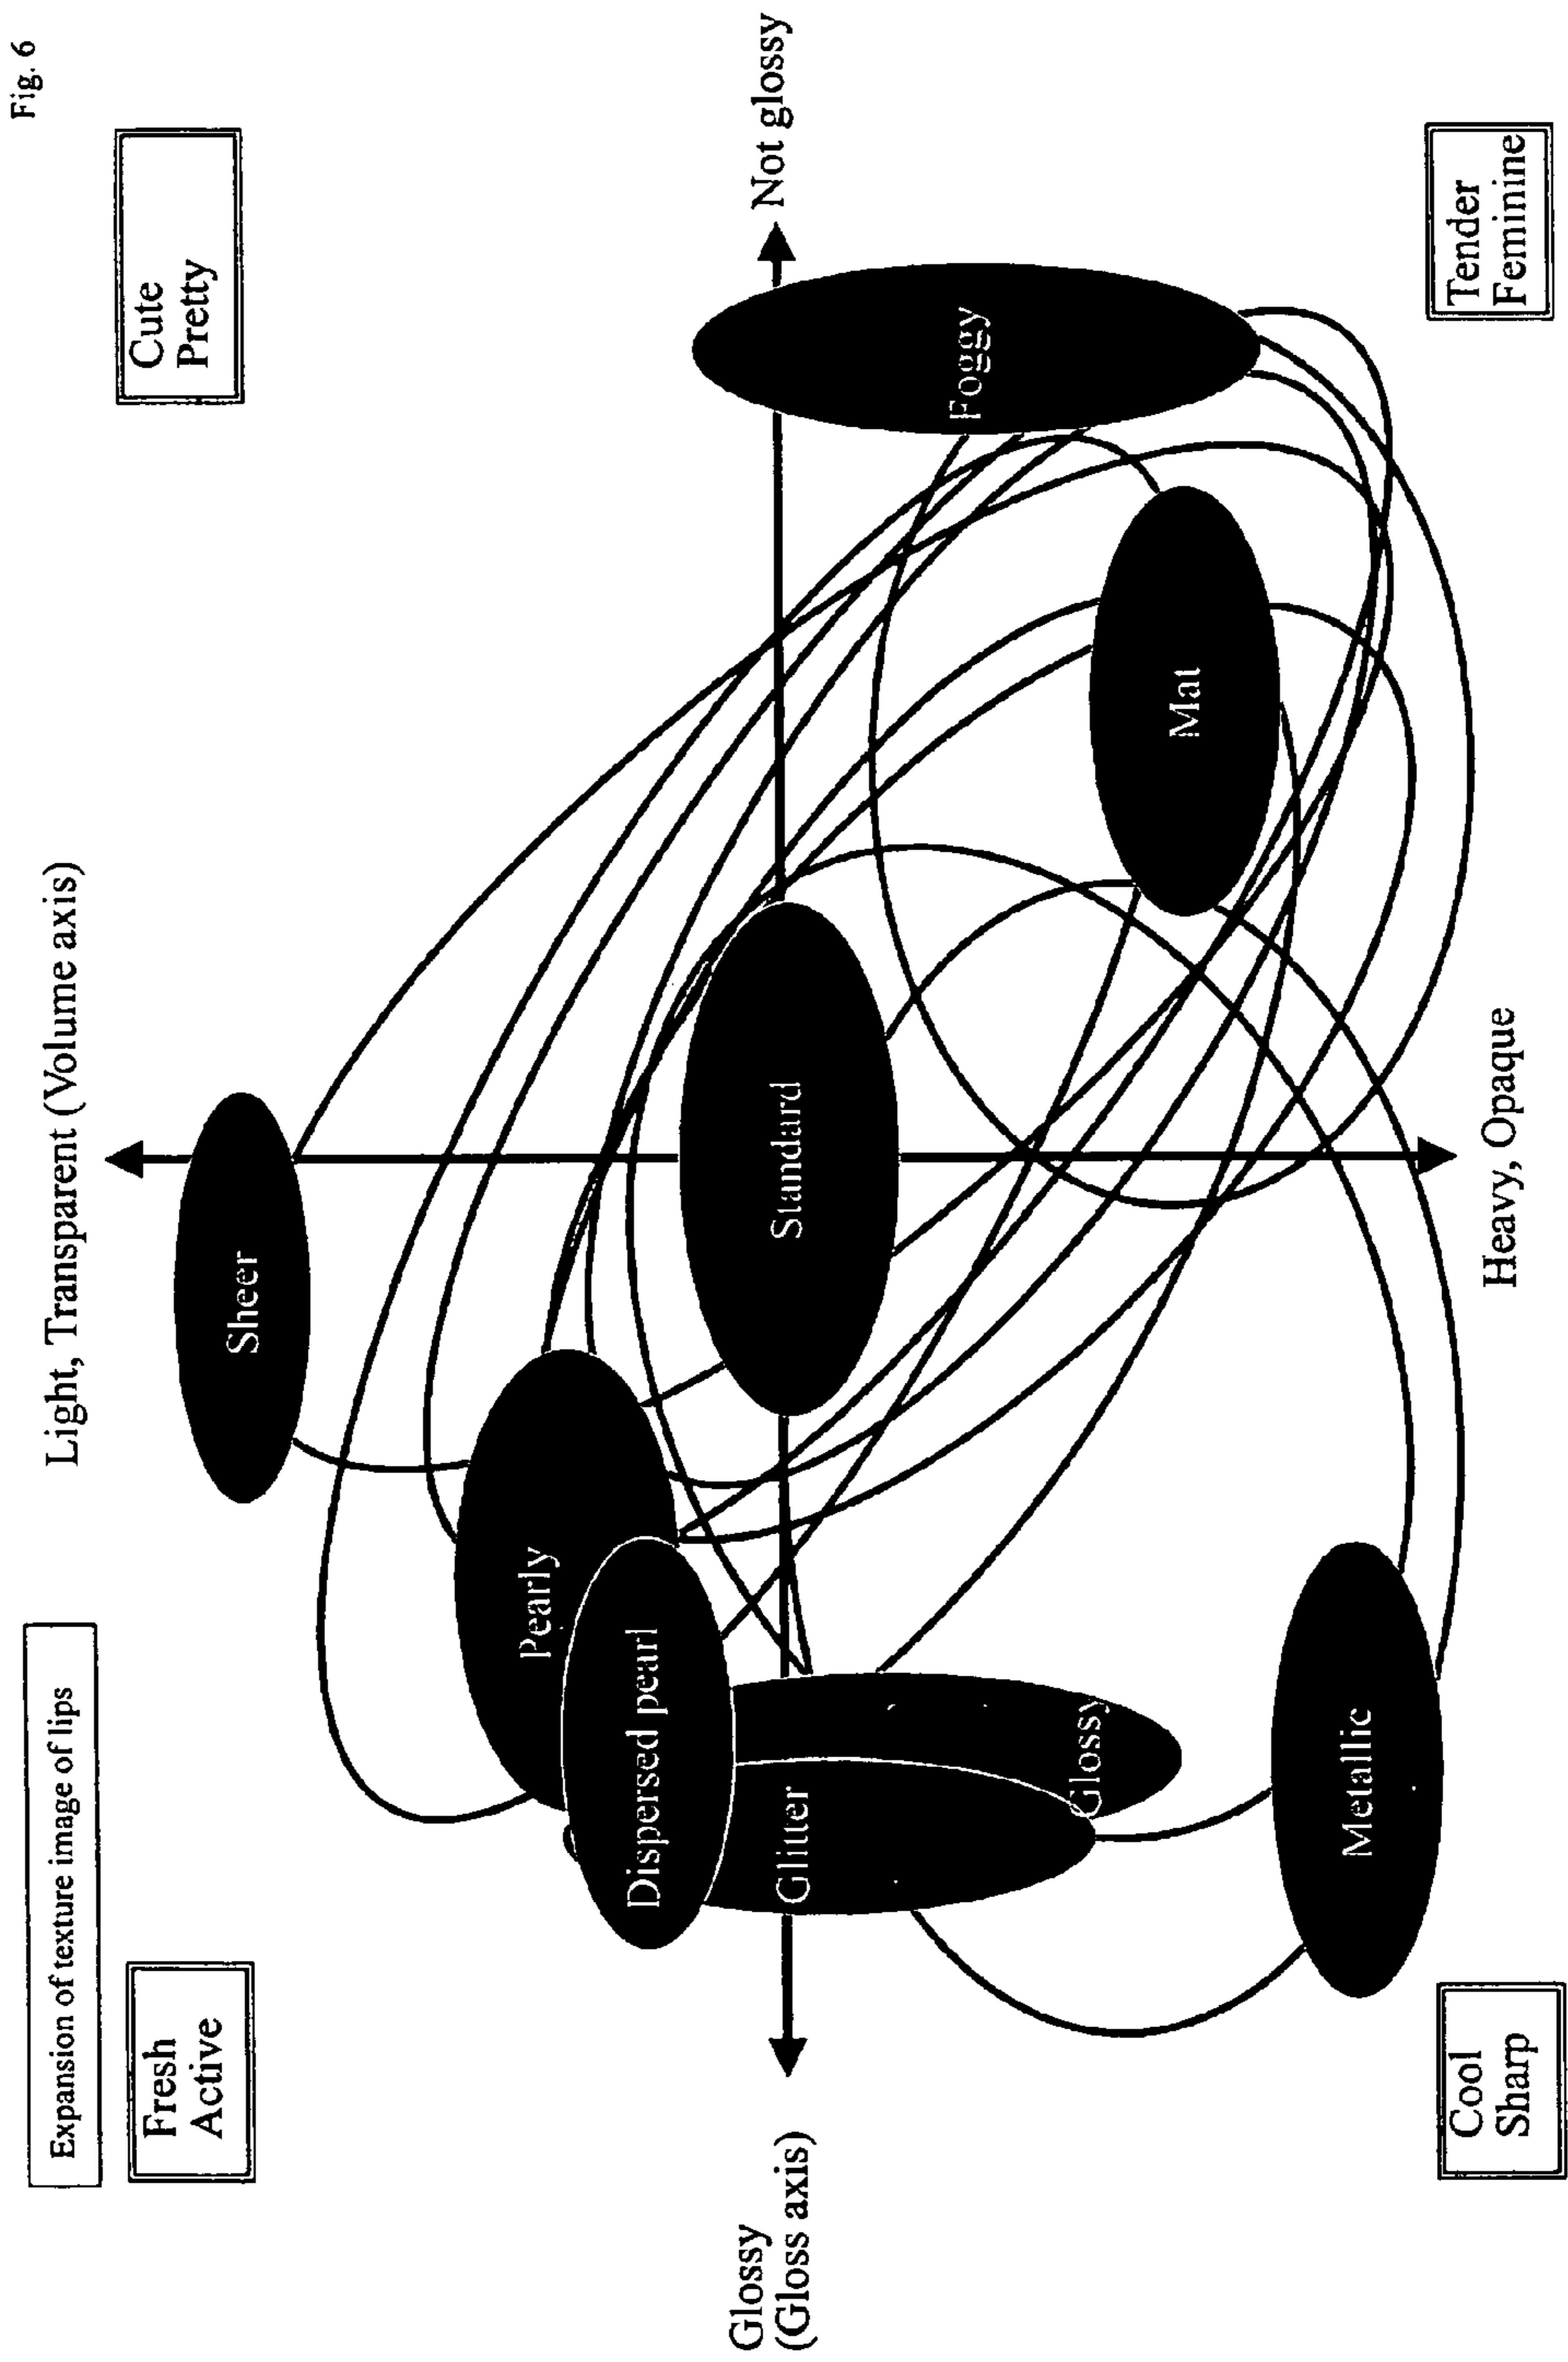 Fig. 6
Expansion of texture image of lips
Light, Transparent (Volume axis)
Fresh
Active
Cute
Pretty
Sheer
Pearly
Dispersed pearl
Standard
Glitter
Glossy
Foggy
Mat
Metallic
Glossy
(Gloss axis)
Not glossy
Heavy, Opaque
Cool
Sharp
Tender
Feminine